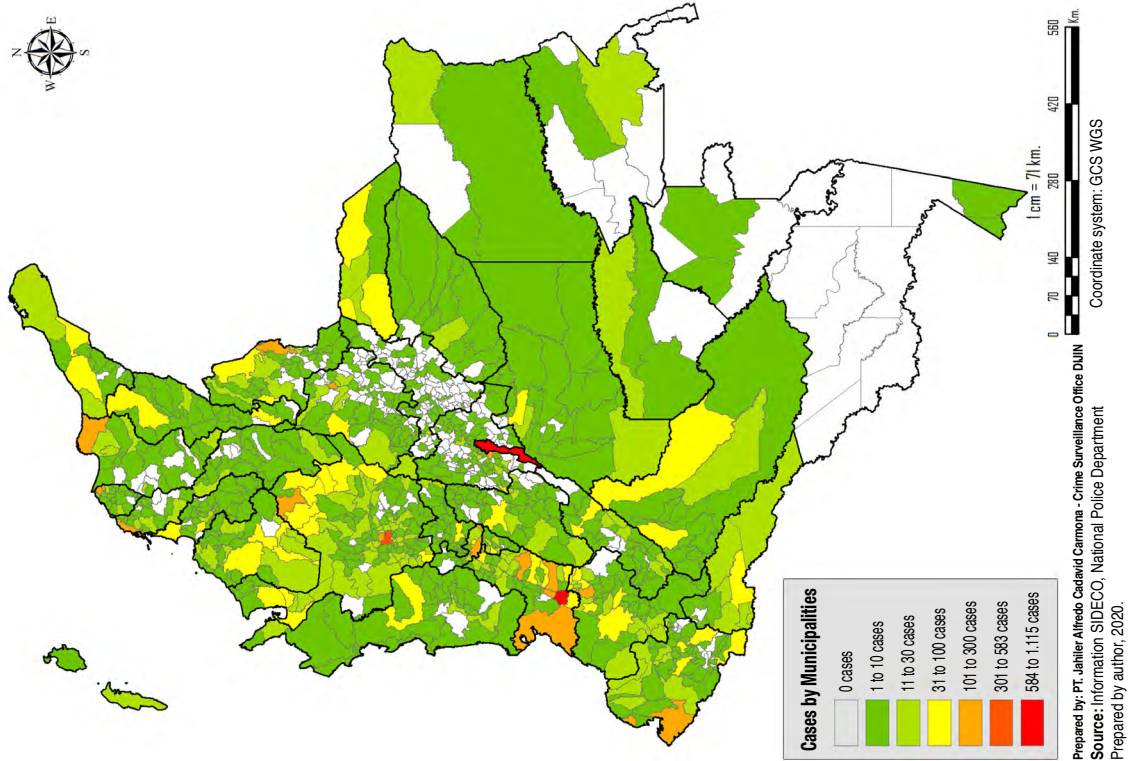 N
W
E
S
Cases by Municipalities
0 cases
1 to 10 cases
11 to 30 cases
31 to 100 cases
101 to 300 cases
301 to 583 cases
584 to 1.115 cases
1 cm = 71 km.
0 70 140 280 420 560
Km.
Coordinate system: GCS WGS
Prepared by: PT. Jahiler Alfredo Cadavid Carmona - Crime Surveillance Office DIJIN
Source: Information SIDECO, National Police Department
Prepared by author, 2020.